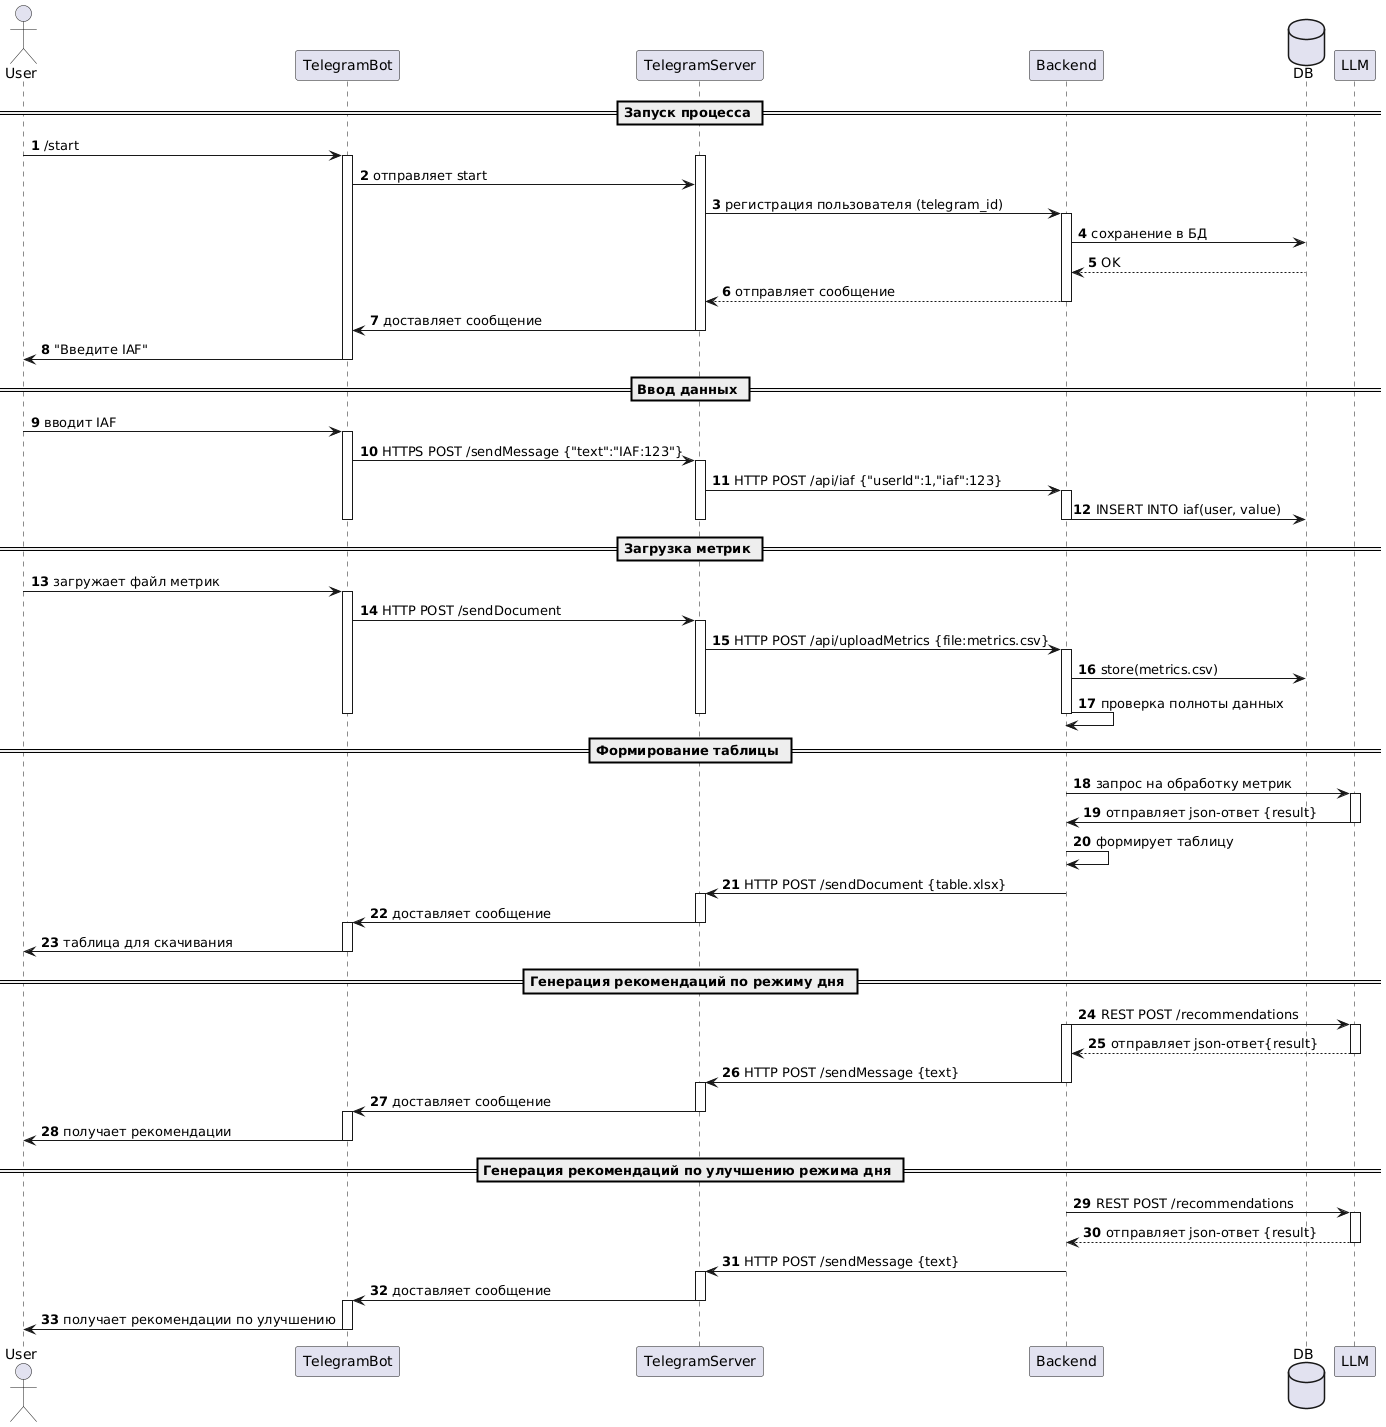 User
TelegramBot
TelegramServer
Backend
DB
LLM
Запуск процесса
1 /start
2 отправляет start
3 регистрация пользователя (telegram_id)
4 сохранение в БД
5 OK
6 отправляет сообщение
7 доставляет сообщение
8 "Введите IAF"
Ввод данных
9 вводит IAF
10 HTTPS POST /sendMessage {"text":"IAF:123"}
11 HTTP POST /api/iaf {"userId":1,"iaf":123}
12 INSERT INTO iaf(user, value)
Загрузка метрик
13 загружает файл метрик
14 HTTP POST /sendDocument
15 HTTP POST /api/uploadMetrics {file:metrics.csv}
16 store(metrics.csv)
17 проверка полноты данных
Формирование таблицы
18 запрос на обработку метрик
19 отправляет json-ответ {result}
20 формирует таблицу
21 HTTP POST /sendDocument {table.xlsx}
22 доставляет сообщение
23 таблица для скачивания
Генерация рекомендаций по режиму дня
24 REST POST /recommendations
25 отправляет json-ответ{result}
26 HTTP POST /sendMessage {text}
27 доставляет сообщение
28 получает рекомендации
Генерация рекомендаций по улучшению режима дня
29 REST POST /recommendations
30 отправляет json-ответ {result}
31 HTTP POST /sendMessage {text}
32 доставляет сообщение
33 получает рекомендации по улучшению
User
TelegramBot
TelegramServer
Backend
DB
LLM